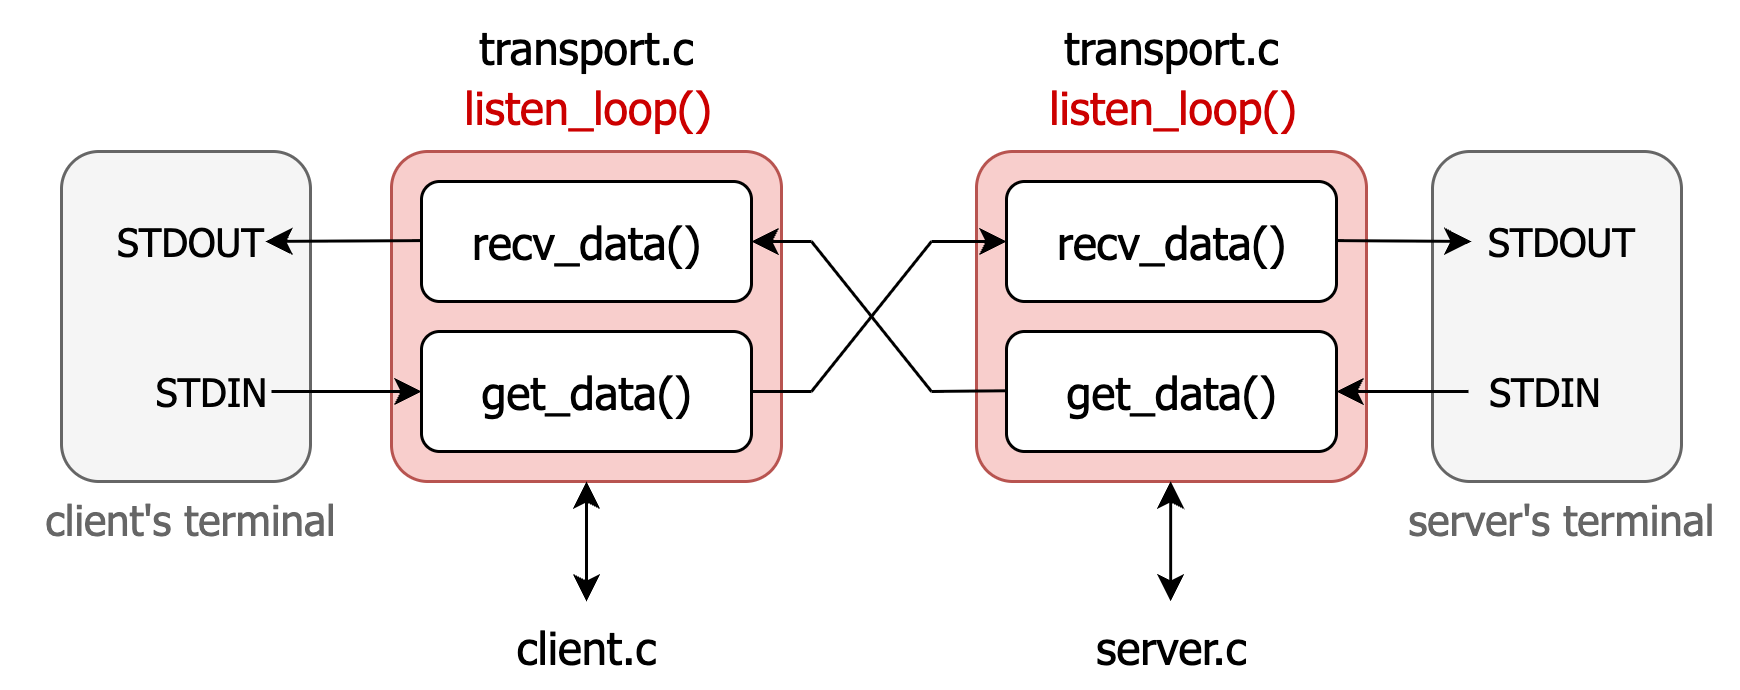 transport.c
listen_loop()
transport.c
listen_loop()
STDOUT
recv_data()
recv_data()
STDOUT
STDIN
get_data()
get_data()
STDIN
client's terminal
server's terminal
client.c
server.c